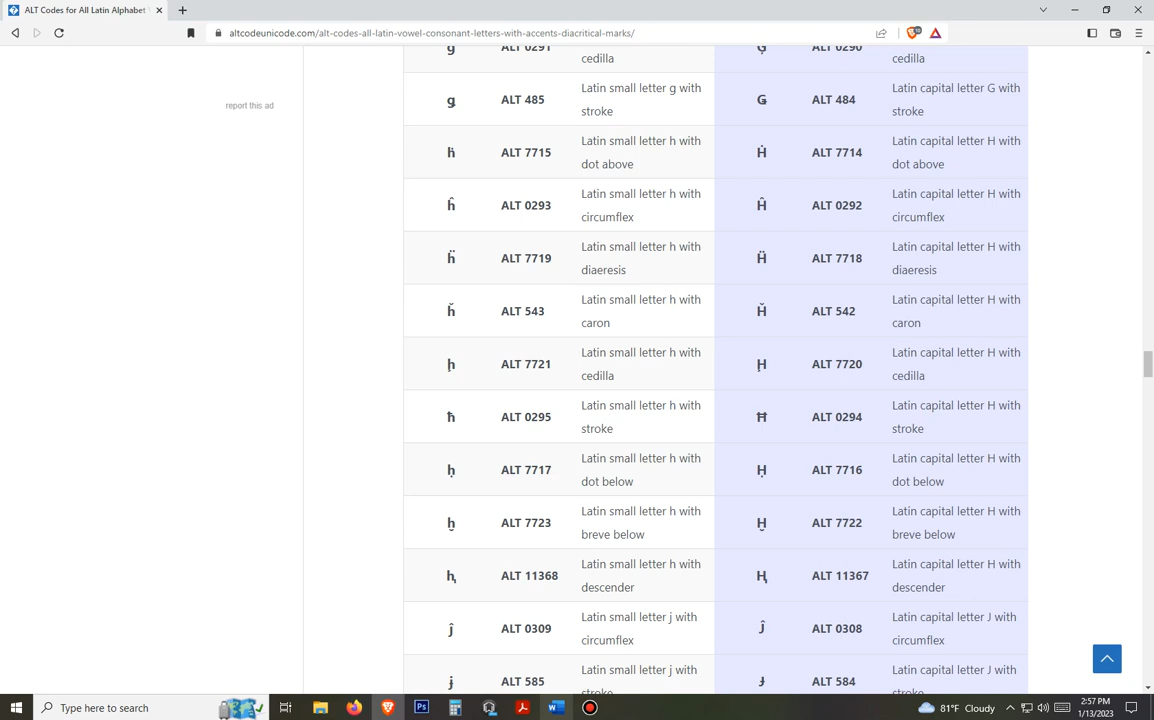 ALT Codes for All Latin Alphabet
altcodeunicode.com/alt-codes-all-latin-vowel-consonant-letters-with-accents-diacritical-marks/
report this ad
ģ ALT 0291 cedilla Ģ ALT 0290 cedilla
ǥ ALT 485 Latin small letter g with stroke Ǥ ALT 484 Latin capital letter G with stroke
ḣ ALT 7715 Latin small letter h with dot above Ḣ ALT 7714 Latin capital letter H with dot above
ĥ ALT 0293 Latin small letter h with circumflex Ĥ ALT 0292 Latin capital letter H with circumflex
ḧ ALT 7719 Latin small letter h with diaeresis Ḧ ALT 7718 Latin capital letter H with diaeresis
ȟ ALT 543 Latin small letter h with caron Ȟ ALT 542 Latin capital letter H with caron
ḩ ALT 7721 Latin small letter h with cedilla Ḩ ALT 7720 Latin capital letter H with cedilla
ħ ALT 0295 Latin small letter h with stroke Ħ ALT 0294 Latin capital letter H with stroke
ḥ ALT 7717 Latin small letter h with dot below Ḥ ALT 7716 Latin capital letter H with dot below
ḫ ALT 7723 Latin small letter h with breve below Ḫ ALT 7722 Latin capital letter H with breve below
ⱨ ALT 11368 Latin small letter h with descender Ⱨ ALT 11367 Latin capital letter H with descender
ĵ ALT 0309 Latin small letter j with circumflex Ĵ ALT 0308 Latin capital letter J with circumflex
ɉ ALT 585 Latin small letter j with stroke Ɉ ALT 584 Latin capital letter J with stroke
Type here to search
81°F Cloudy
2:57 PM
1/13/2023